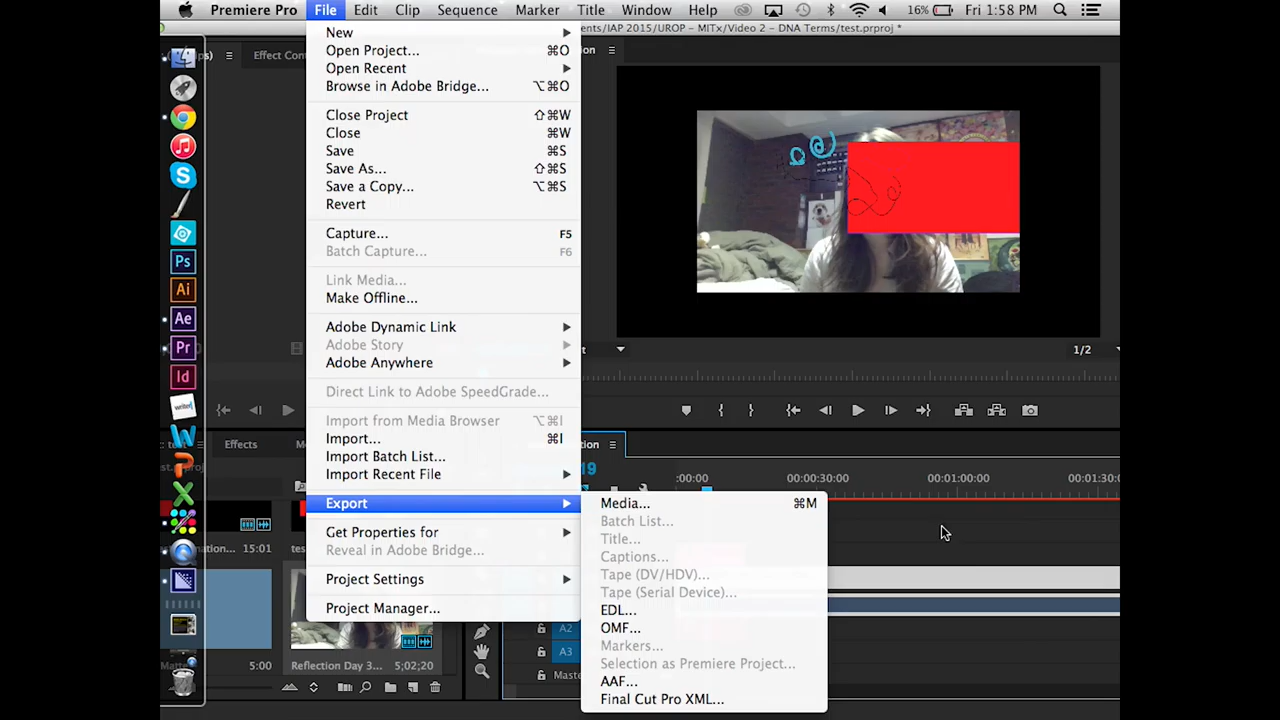 Premiere Pro File Edit Clip Sequence Marker Title Window Help 16% Fri 1:58 PM
ents/IAP 2015/UROP - MITx/Video 2 - DNA Terms/test.prproj *
Effect Con
New
Open Project... ⌘O
Open Recent
Browse in Adobe Bridge... ⌥⌘O
Close Project ⇧⌘W
Close ⌘W
Save ⌘S
Save As... ⇧⌘S
Save a Copy... ⌥⌘S
Revert
Capture... F5
Batch Capture... F6
Link Media...
Make Offline...
Adobe Dynamic Link
Adobe Story
Adobe Anywhere
Direct Link to Adobe SpeedGrade...
Import from Media Browser ⌥⌘I
Import... ⌘I
Import Batch List...
Import Recent File
Export
Get Properties for
Reveal in Adobe Bridge...
Project Settings
Project Manager...
Media... ⌘M
Batch List...
Title...
Captions...
Tape (DV/HDV)...
Tape (Serial Device)...
EDL...
OMF...
Markers...
Selection as Premiere Project...
AAF...
Final Cut Pro XML...
Ps
Ai
Ae
Pr
Id
writer
1/2
Effects
19
:00:00 00:00:30:00 00:01:00:00 00:01:30:
15:01
5:00
Reflection Day 3... 5;02;20
A2
A3
Maste